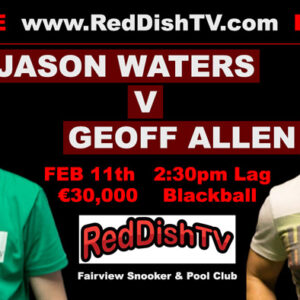 E www.RedDishTV.com
JASON WATERS
V
GEOFF ALLEN
FEB 11th 2:30pm Lag
€30,000 Blackball
RedDishTv
Fairview Snooker & Pool Club